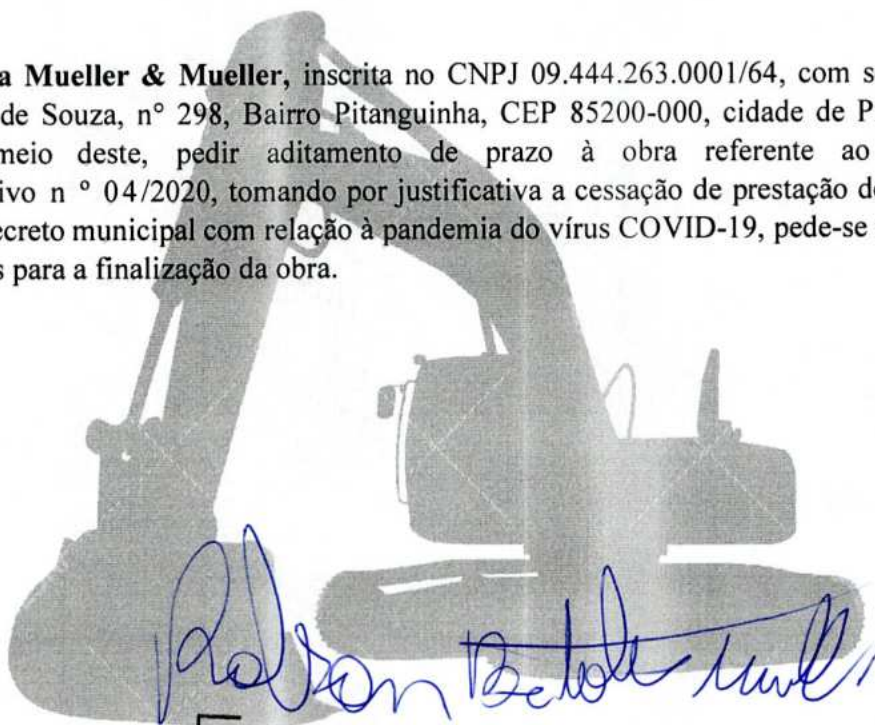 a Mueller & Mueller, inscrita no CNPJ 09.444.263.0001/64, com s
de Souza, n° 298, Bairro Pitanguinha, CEP 85200-000, cidade de P
meio deste, pedir aditamento de prazo à obra referente ao
ivo n º 04/2020, tomando por justificativa a cessação de prestação d
ecreto municipal com relação à pandemia do vírus COVID-19, pede-se
s para a finalização da obra.
Robson